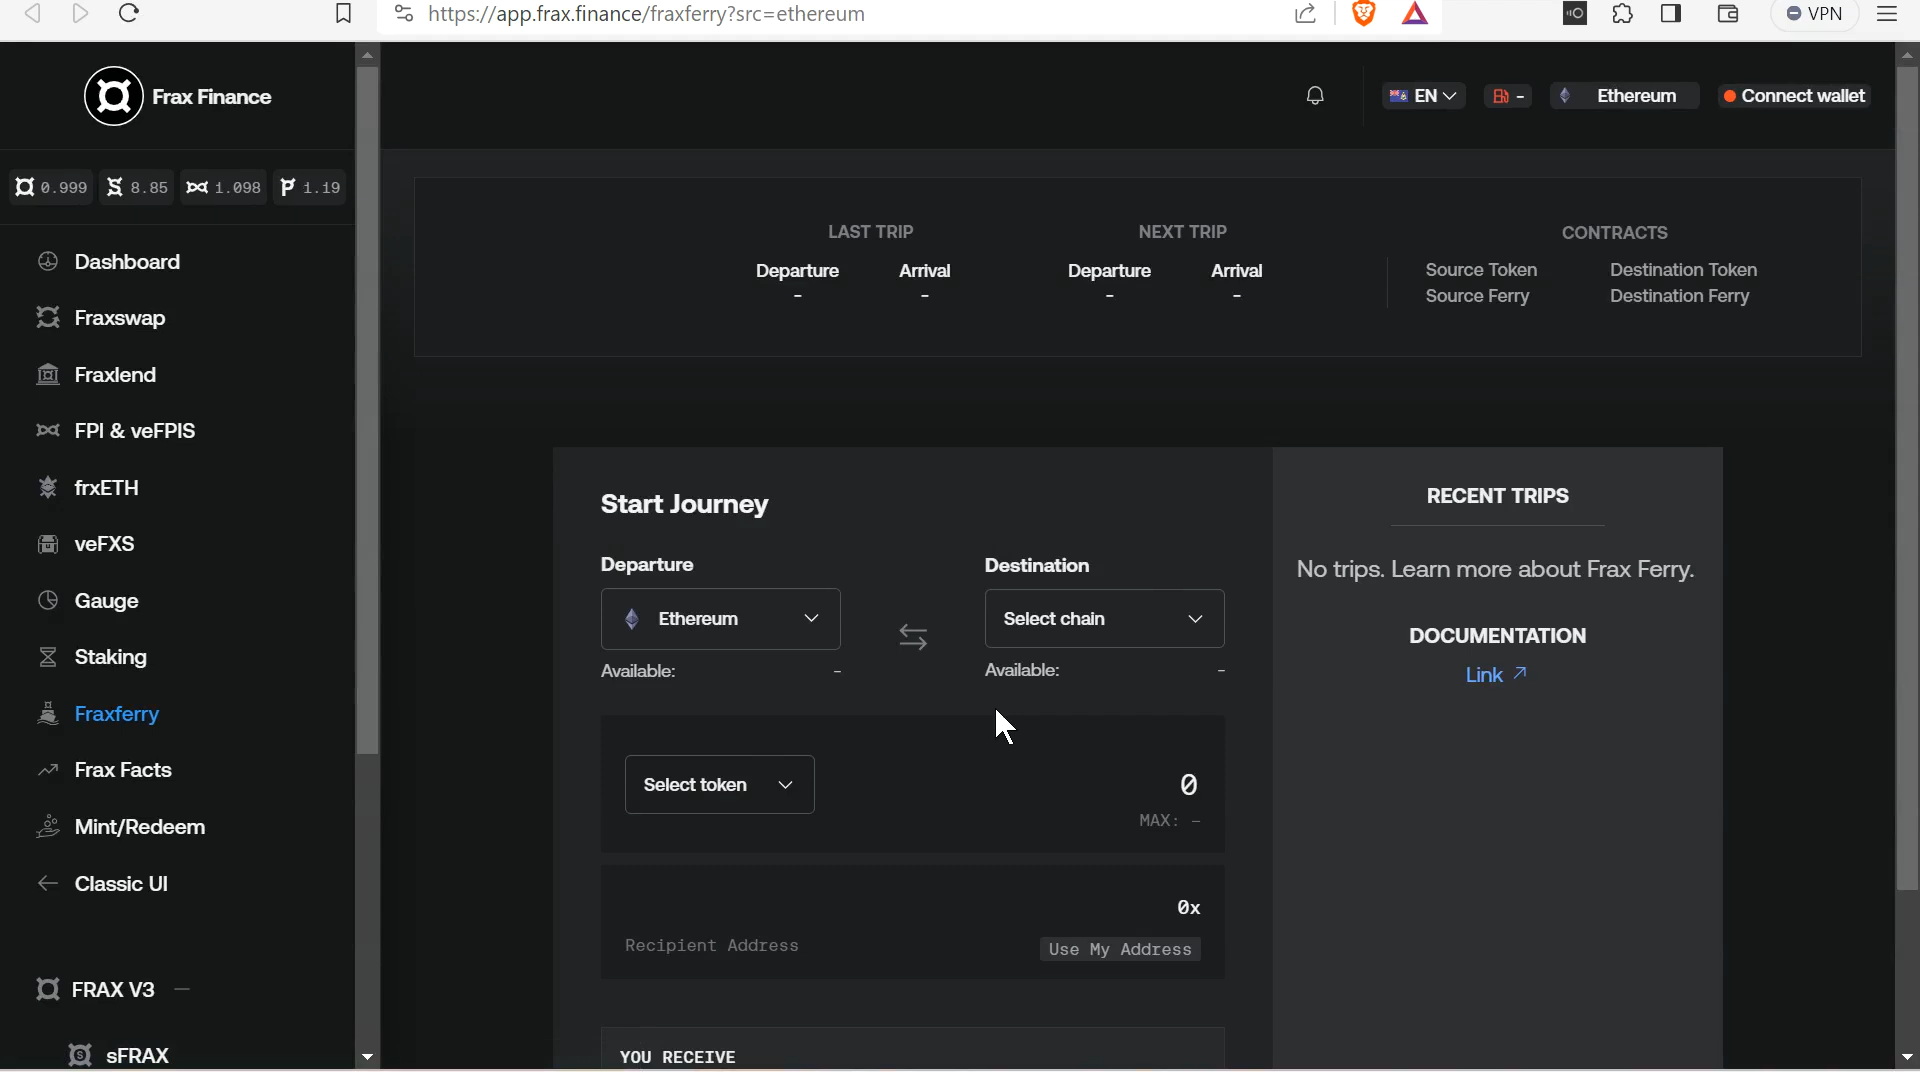 https://app.frax.finance/fraxferry?src=ethereum
VPN
Frax Finance
EN
-
Ethereum
Connect wallet
0.999
8.85
1.098
1.19
Dashboard
Fraxswap
Fraxlend
FPI & veFPIS
frxETH
veFXS
Gauge
Staking
Fraxferry
Frax Facts
Mint/Redeem
Classic UI
FRAX V3
sFRAX
LAST TRIP
Departure Arrival
- -
NEXT TRIP
Departure Arrival
- -
CONTRACTS
Source Token Destination Token
Source Ferry Destination Ferry
Start Journey
Departure Destination
Ethereum Select chain
Available: - Available: -
Select token 0
MAX: -
0x
Recipient Address Use My Address
YOU RECEIVE
RECENT TRIPS
No trips. Learn more about Frax Ferry.
DOCUMENTATION
Link